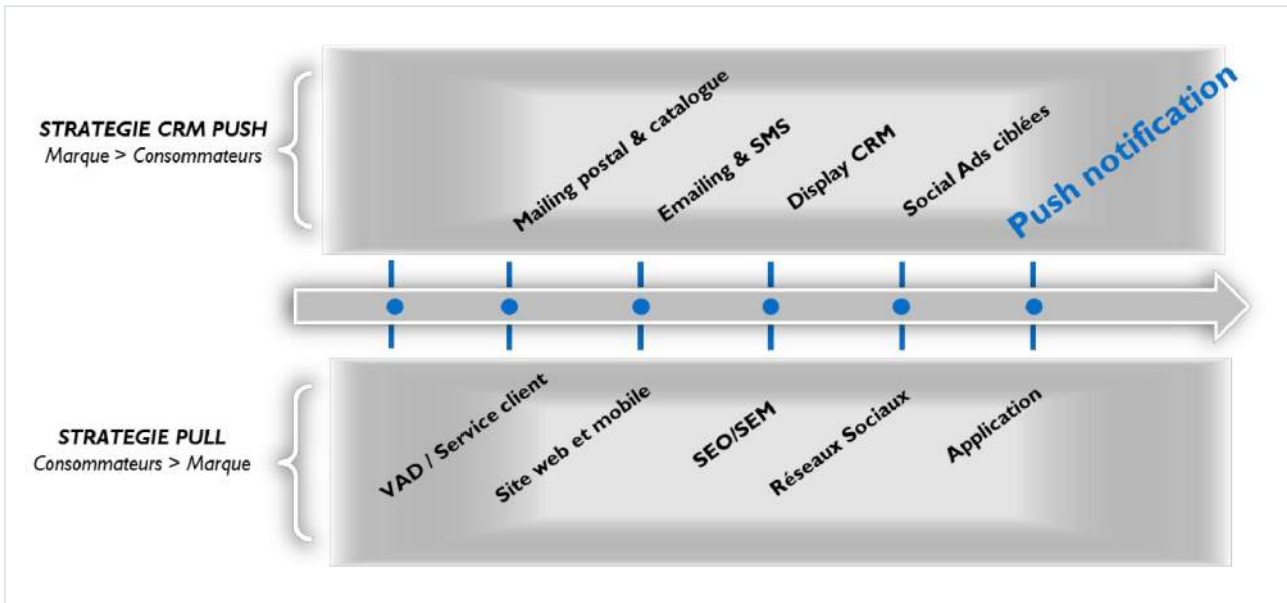 STRATEGIE CRM PUSH
Marque > Consommateurs
Mailing postal & catalogue
Emailing & SMS
Display CRM
Social Ads ciblées
Push notification
STRATEGIE PULL
Consommateurs > Marque
VAD / Service client
Site web et mobile
SEO/SEM
Réseaux Sociaux
Application